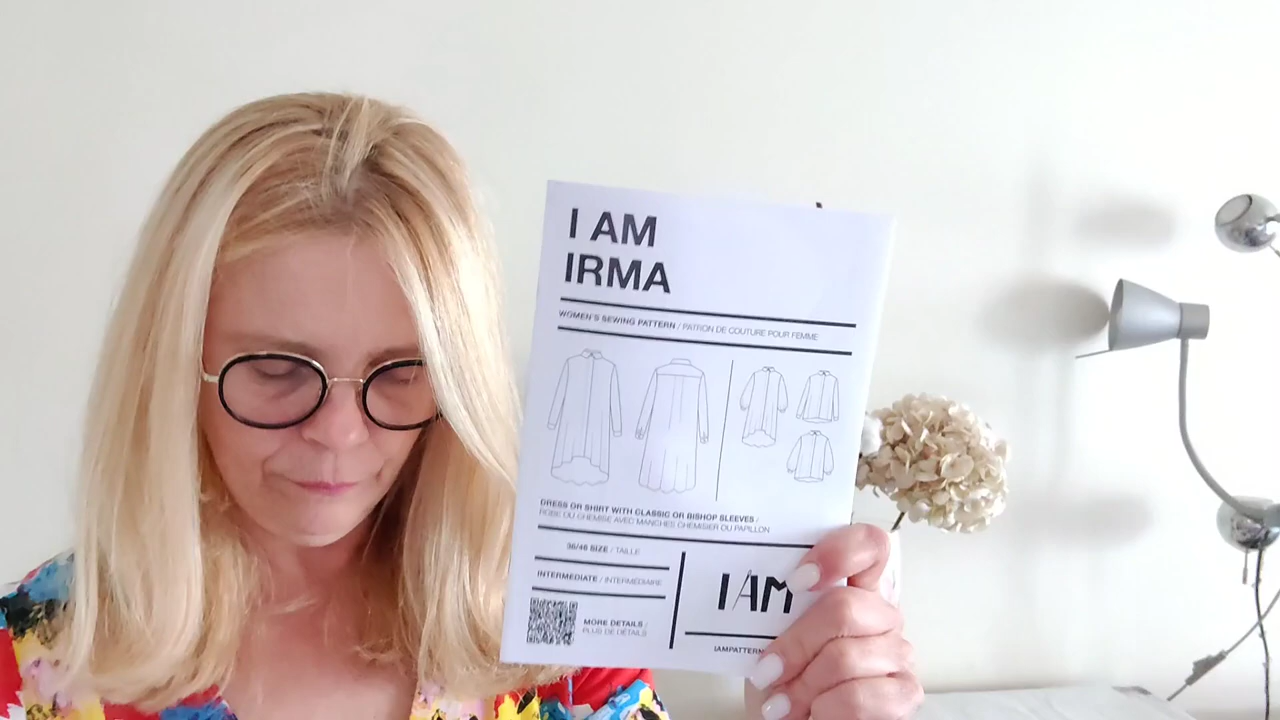 I AM
IRMA
WOMEN'S SEWING PATTERN / PATRON DE COUTURE POUR FEMME
DRESS OR SHIRT WITH CLASSIC OR BISHOP SLEEVES /
ROBE OU CHEMISE AVEC MANCHES CHEMISIER OU PAPILLON
36/46 SIZE / TAILLE
INTERMEDIATE / INTERMÉDIAIRE
MORE DETAILS /
PLUS DE DÉTAILS
I AM
IAMPATTERN